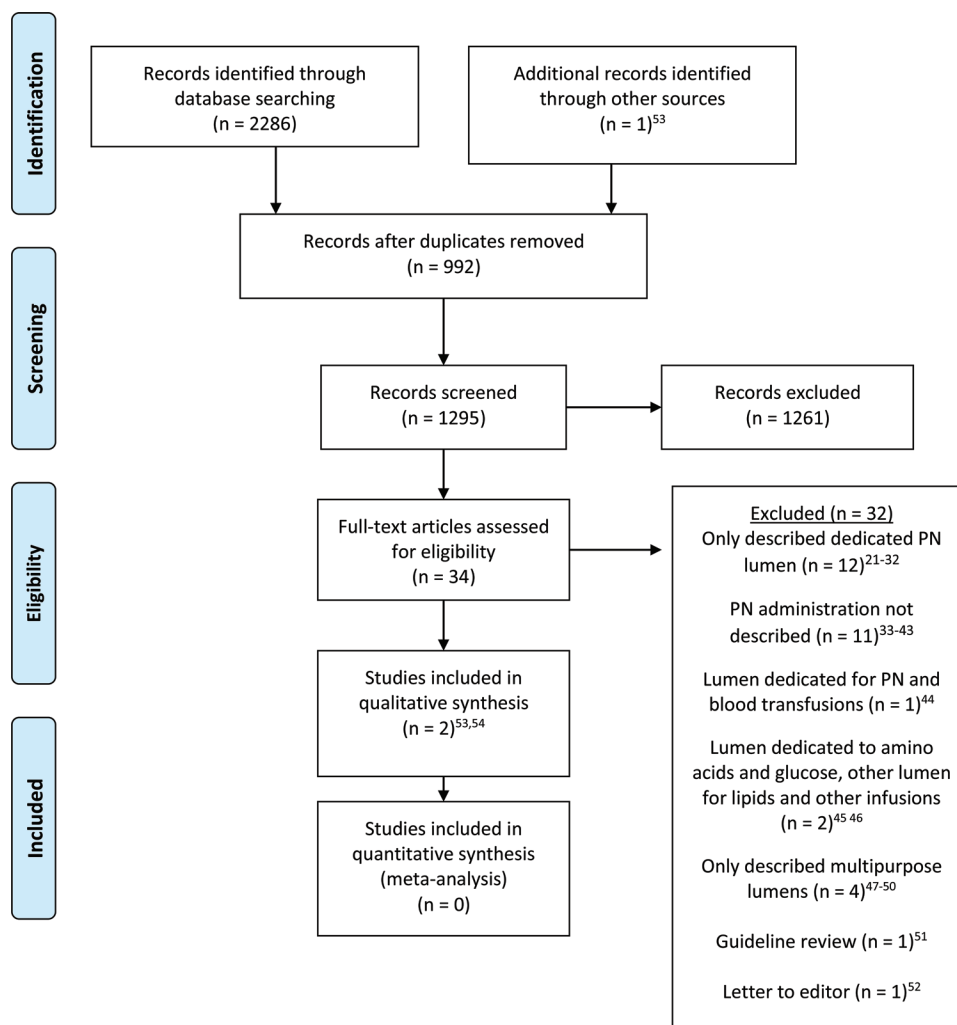 Identification
Records identified through
database searching
(n = 2286)
Additional records identified
through other sources
(n = 1)53
Records after duplicates removed
(n = 992)
Screening
Records screened
(n = 1295)
Records excluded
(n = 1261)
Eligibility
Full-text articles assessed
for eligibility
(n = 34)
Excluded (n = 32)
Only described dedicated PN
lumen (n = 12)21-32
PN administration not
described (n = 11)33-43
Lumen dedicated for PN and
blood transfusions (n = 1)44
Lumen dedicated to amino
acids and glucose, other lumen
for lipids and other infusions
(n = 2)45 46
Only described multipurpose
lumens (n = 4)47-50
Guideline review (n = 1)51
Letter to editor (n = 1)52
Included
Studies included in
qualitative synthesis
(n = 2)53,54
Studies included in
quantitative synthesis
(meta-analysis)
(n = 0)